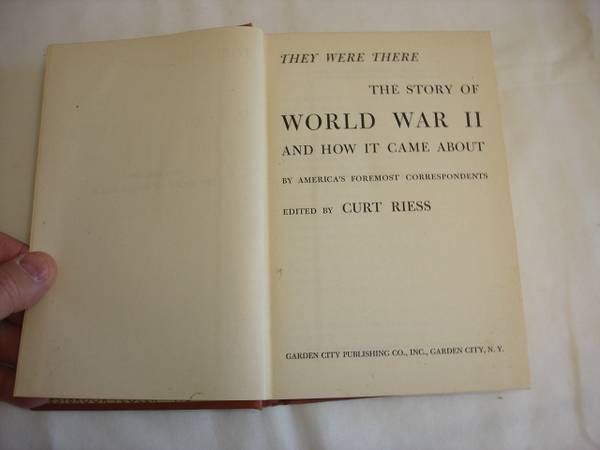 THEY WERE THERE
THE STORY OF
WORLD WAR II
AND HOW IT CAME ABOUT
BY AMERICA'S FOREMOST CORRESPONDENTS
EDITED BY CURT RIESS
GARDEN CITY PUBLISHING CO., INC., GARDEN CITY, N. Y.